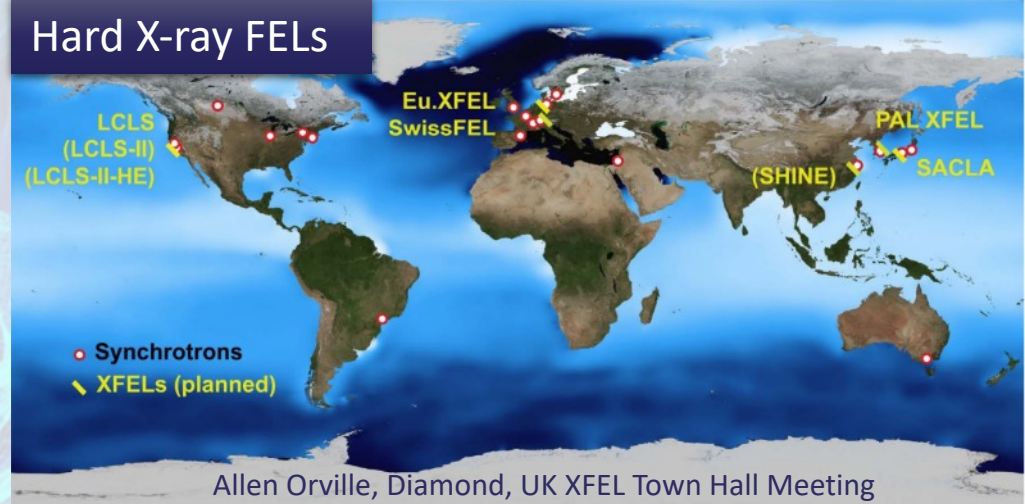 Hard X-ray FELs
LCLS
(LCLS-II)
(LCLS-II-HE)
Eu.XFEL
SwissFEL
PAL XFEL
(SHINE)
SACLA
Synchrotrons
XFELs (planned)
Allen Orville, Diamond, UK XFEL Town Hall Meeting